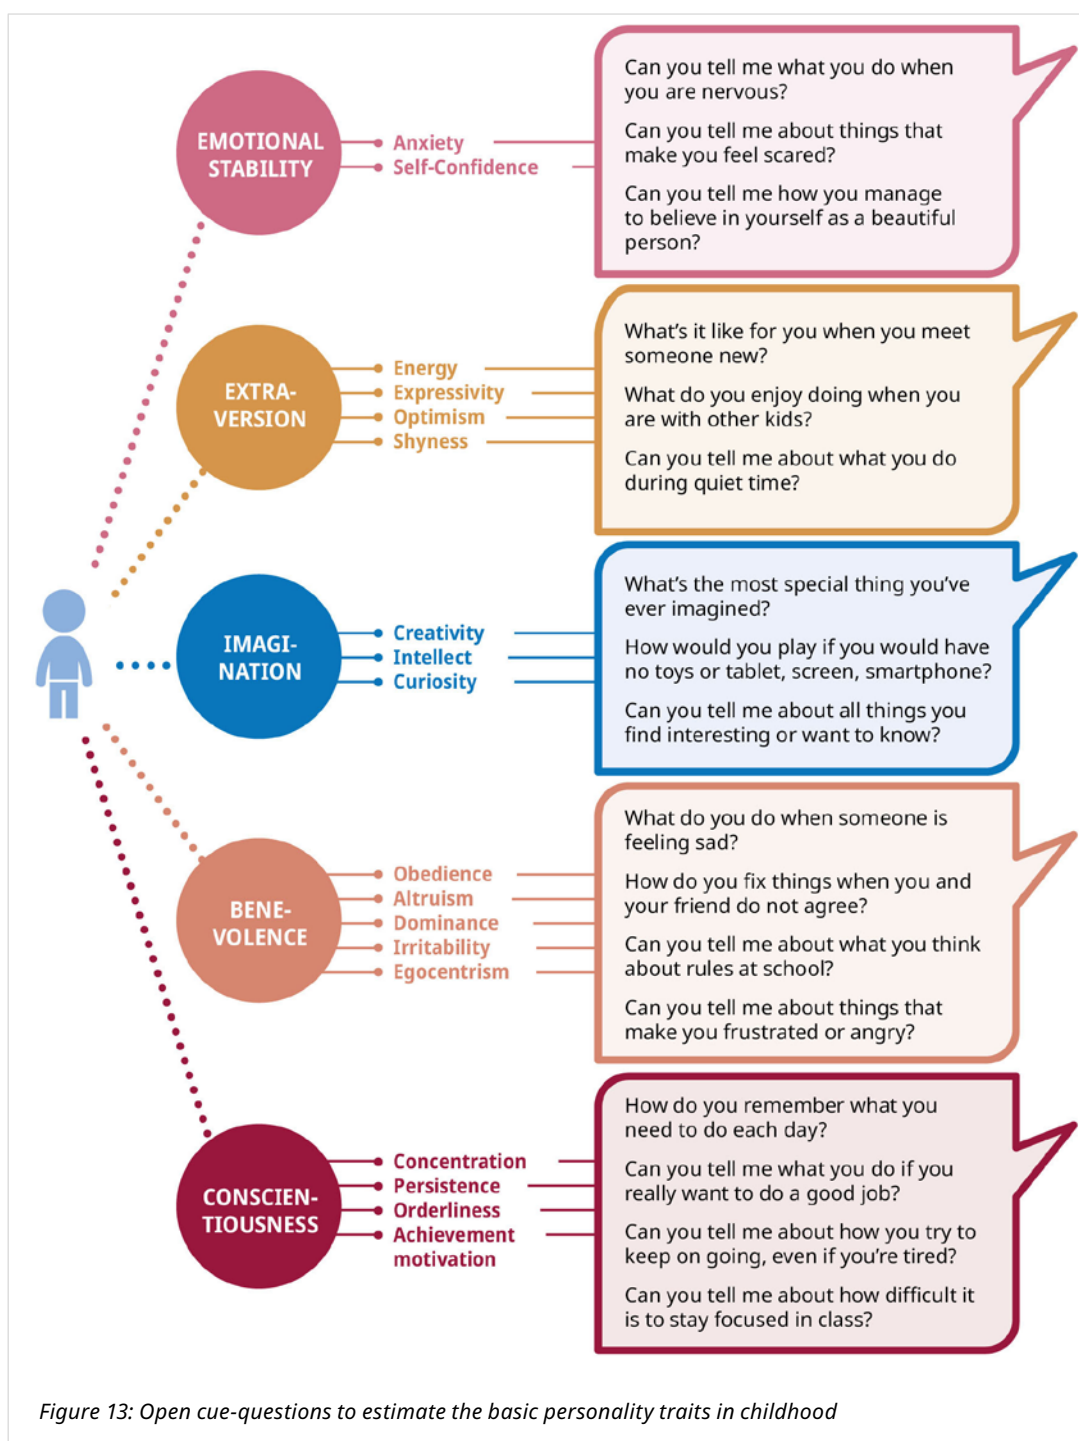 EMOTIONAL
STABILITY
Anxiety
Self-Confidence
Can you tell me what you do when
you are nervous?
Can you tell me about things that
make you feel scared?
Can you tell me how you manage
to believe in yourself as a beautiful
person?
EXTRA-
VERSION
Energy
Expressivity
Optimism
Shyness
What's it like for you when you meet
someone new?
What do you enjoy doing when you
are with other kids?
Can you tell me about what you do
during quiet time?
IMAGI-
NATION
Creativity
Intellect
Curiosity
What's the most special thing you've
ever imagined?
How would you play if you would have
no toys or tablet, screen, smartphone?
Can you tell me about all things you
find interesting or want to know?
BENE-
VOLENCE
Obedience
Altruism
Dominance
Irritability
Egocentrism
What do you do when someone is
feeling sad?
How do you fix things when you and
your friend do not agree?
Can you tell me about what you think
about rules at school?
Can you tell me about things that
make you frustrated or angry?
CONSCIEN-
TIOUSNESS
Concentration
Persistence
Orderliness
Achievement
motivation
How do you remember what you
need to do each day?
Can you tell me what you do if you
really want to do a good job?
Can you tell me about how you try to
keep on going, even if you're tired?
Can you tell me about how difficult it
is to stay focused in class?
Figure 13: Open cue-questions to estimate the basic personality traits in childhood